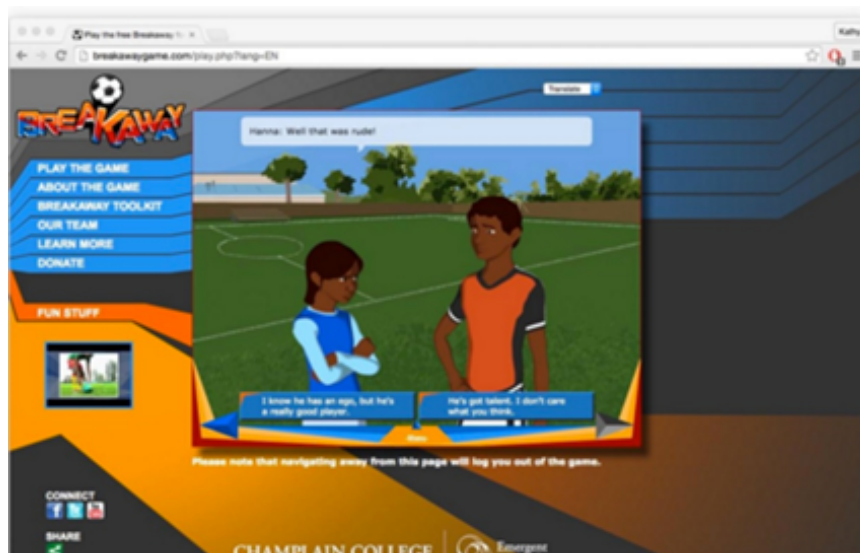 Play the free Breakaway
Kathy
breakawaygame.com/play.php?lang=EN
Translate
BREAKAWAY
Hanna: Well that was rude!
PLAY THE GAME
ABOUT THE GAME
BREAKAWAY TOOLKIT
OUR TEAM
LEARN MORE
DONATE
FUN STUFF
I know he has an ego, but he's
a really good player.
He's got talent. I don't care
what you think.
Menu
Please note that navigating away from this page will log you out of the game.
CONNECT
SHARE
CHAMPLAIN COLLEGE
Emergent